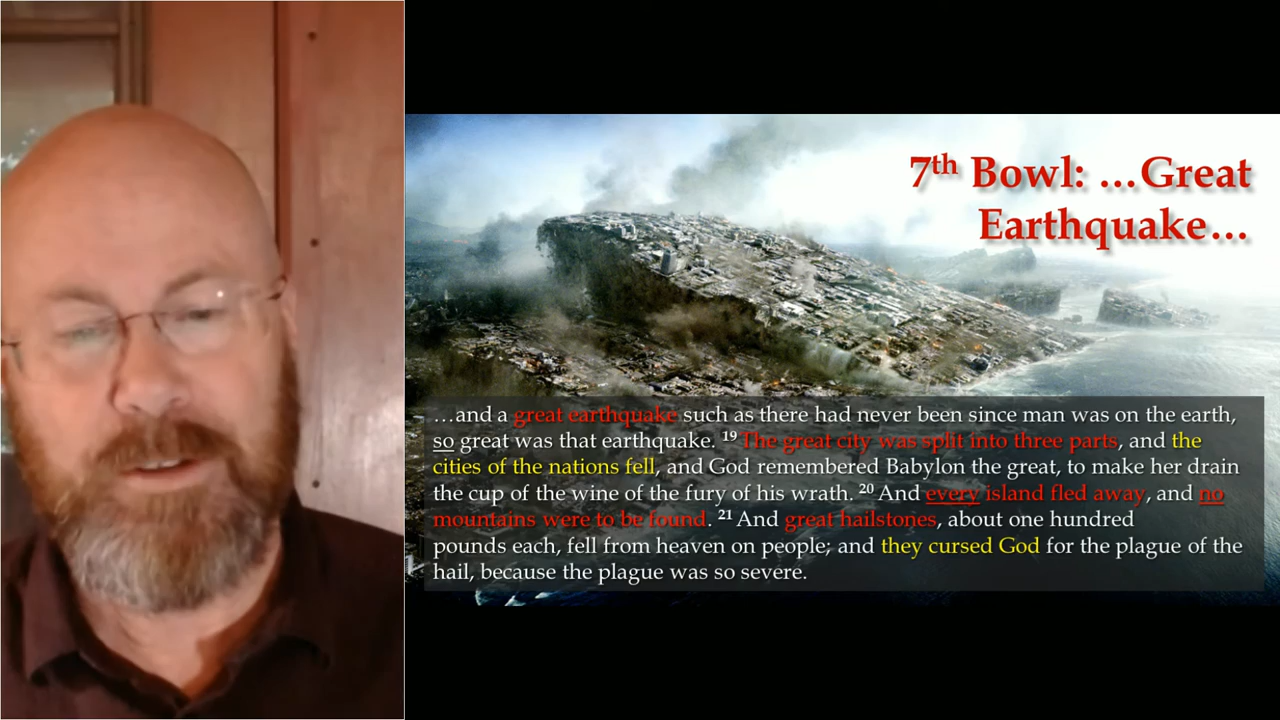 7th Bowl: …Great
Earthquake…
…and a great earthquake such as there had never been since man was on the earth,
so great was that earthquake. 19 The great city was split into three parts, and the
cities of the nations fell, and God remembered Babylon the great, to make her drain
the cup of the wine of the fury of his wrath. 20 And every island fled away, and no
mountains were to be found. 21 And great hailstones, about one hundred
pounds each, fell from heaven on people; and they cursed God for the plague of the
hail, because the plague was so severe.